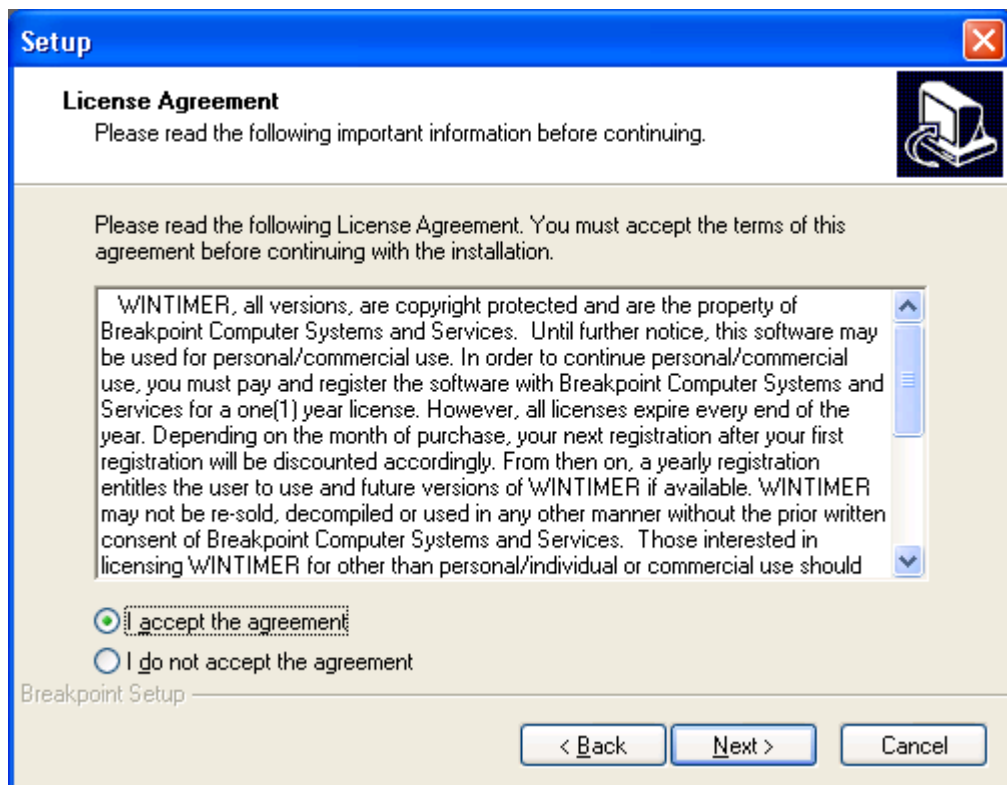 Setup
License Agreement
Please read the following important information before continuing.
Please read the following License Agreement. You must accept the terms of this
agreement before continuing with the installation.
WINTIMER, all versions, are copyright protected and are the property of
Breakpoint Computer Systems and Services.  Until further notice, this software may
be used for personal/commercial use. In order to continue personal/commercial
use, you must pay and register the software with Breakpoint Computer Systems and
Services for a one(1) year license. However, all licenses expire every end of the
year. Depending on the month of purchase, your next registration after your first
registration will be discounted accordingly. From then on, a yearly registration
entitles the user to use and future versions of WINTIMER if available. WINTIMER
may not be re-sold, decompiled or used in any other manner without the prior written
consent of Breakpoint Computer Systems and Services.  Those interested in
licensing WINTIMER for other than personal/individual or commercial use should
I accept the agreement
I do not accept the agreement
Breakpoint Setup
< Back Next > Cancel